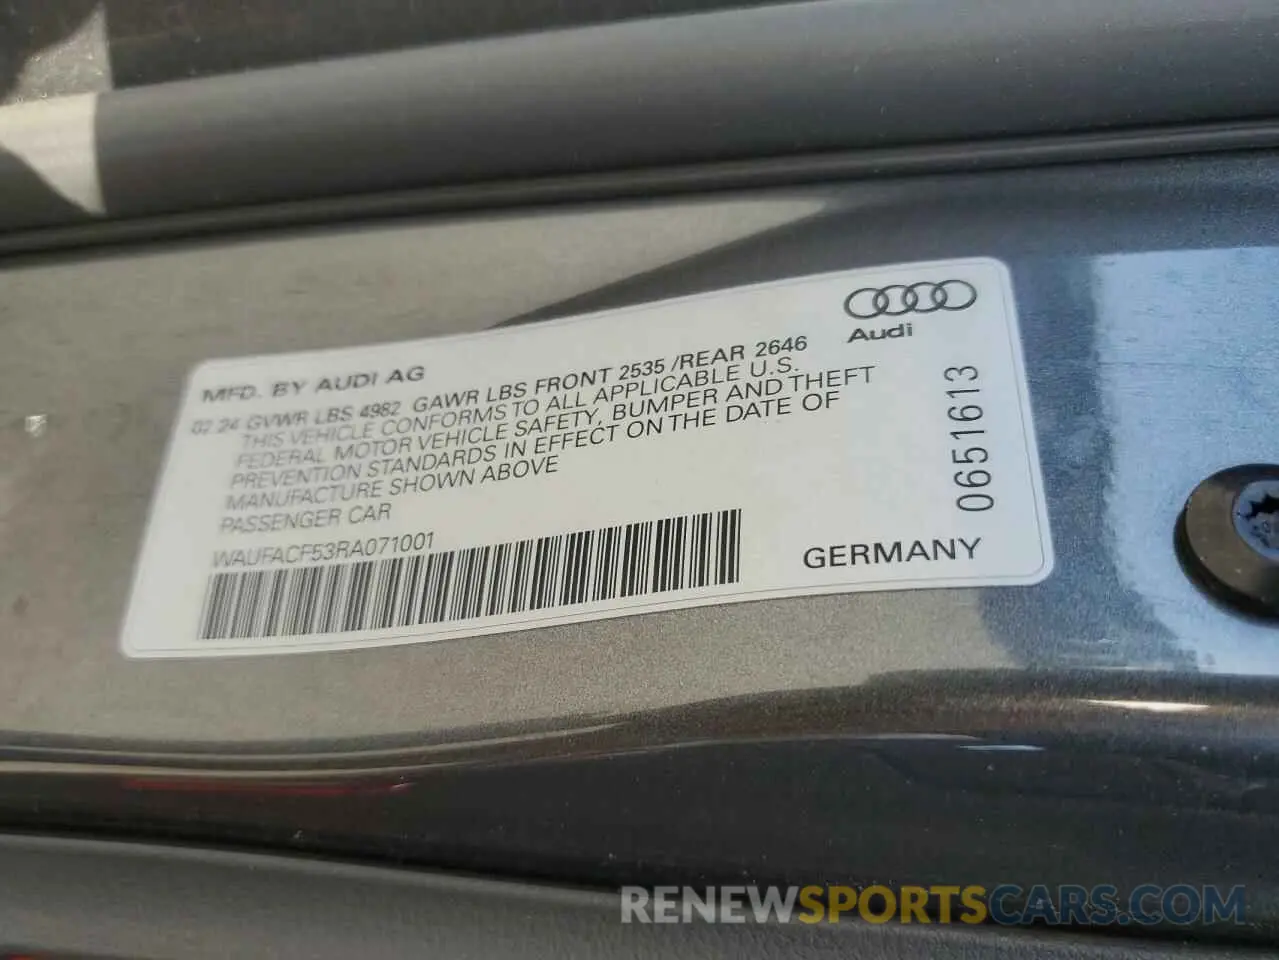 Audi
MFD. BY AUDI AG
02 24 GVWR LBS 4982 GAWR LBS FRONT 2535 /REAR 2646
THIS VEHICLE CONFORMS TO ALL APPLICABLE U.S.
FEDERAL MOTOR VEHICLE SAFETY, BUMPER AND THEFT
PREVENTION STANDARDS IN EFFECT ON THE DATE OF
MANUFACTURE SHOWN ABOVE
PASSENGER CAR
WAUFACF53RA071001
GERMANY
0651613
RENEWSPORTSCARS.COM